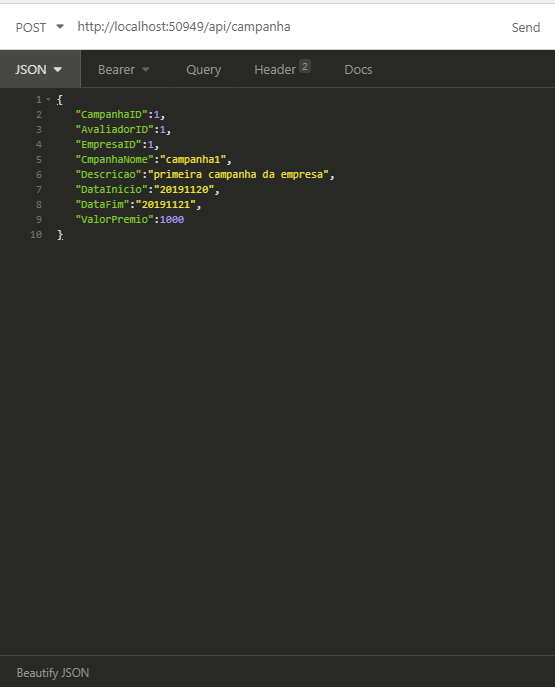 POST http://localhost:50949/api/campanha Send
JSON Bearer Query Header 2 Docs
1 {
2 "CampanhaID":1,
3 "AvaliadorID":1,
4 "EmpresaID":1,
5 "CmpanhaNome":"campanha1",
6 "Descricao":"primeira campanha da empresa",
7 "DataInicio":"20191120",
8 "DataFim":"20191121",
9 "ValorPremio":1000
10 }
Beautify JSON